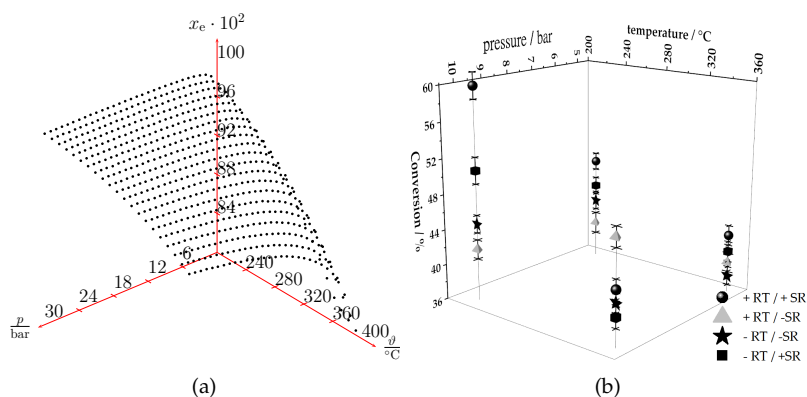 x_e · 10²
100
96
92
88
84
6
12
18
24
30
p
bar
240
280
320
360
400
ϑ
°C
(a)
pressure / bar
temperature / °C
10
9
8
7
6
5
200
240
280
320
360
Conversion / %
60
56
52
48
44
40
36
+ RT / + SR
+ RT / -SR
- RT / -SR
- RT / +SR
(b)